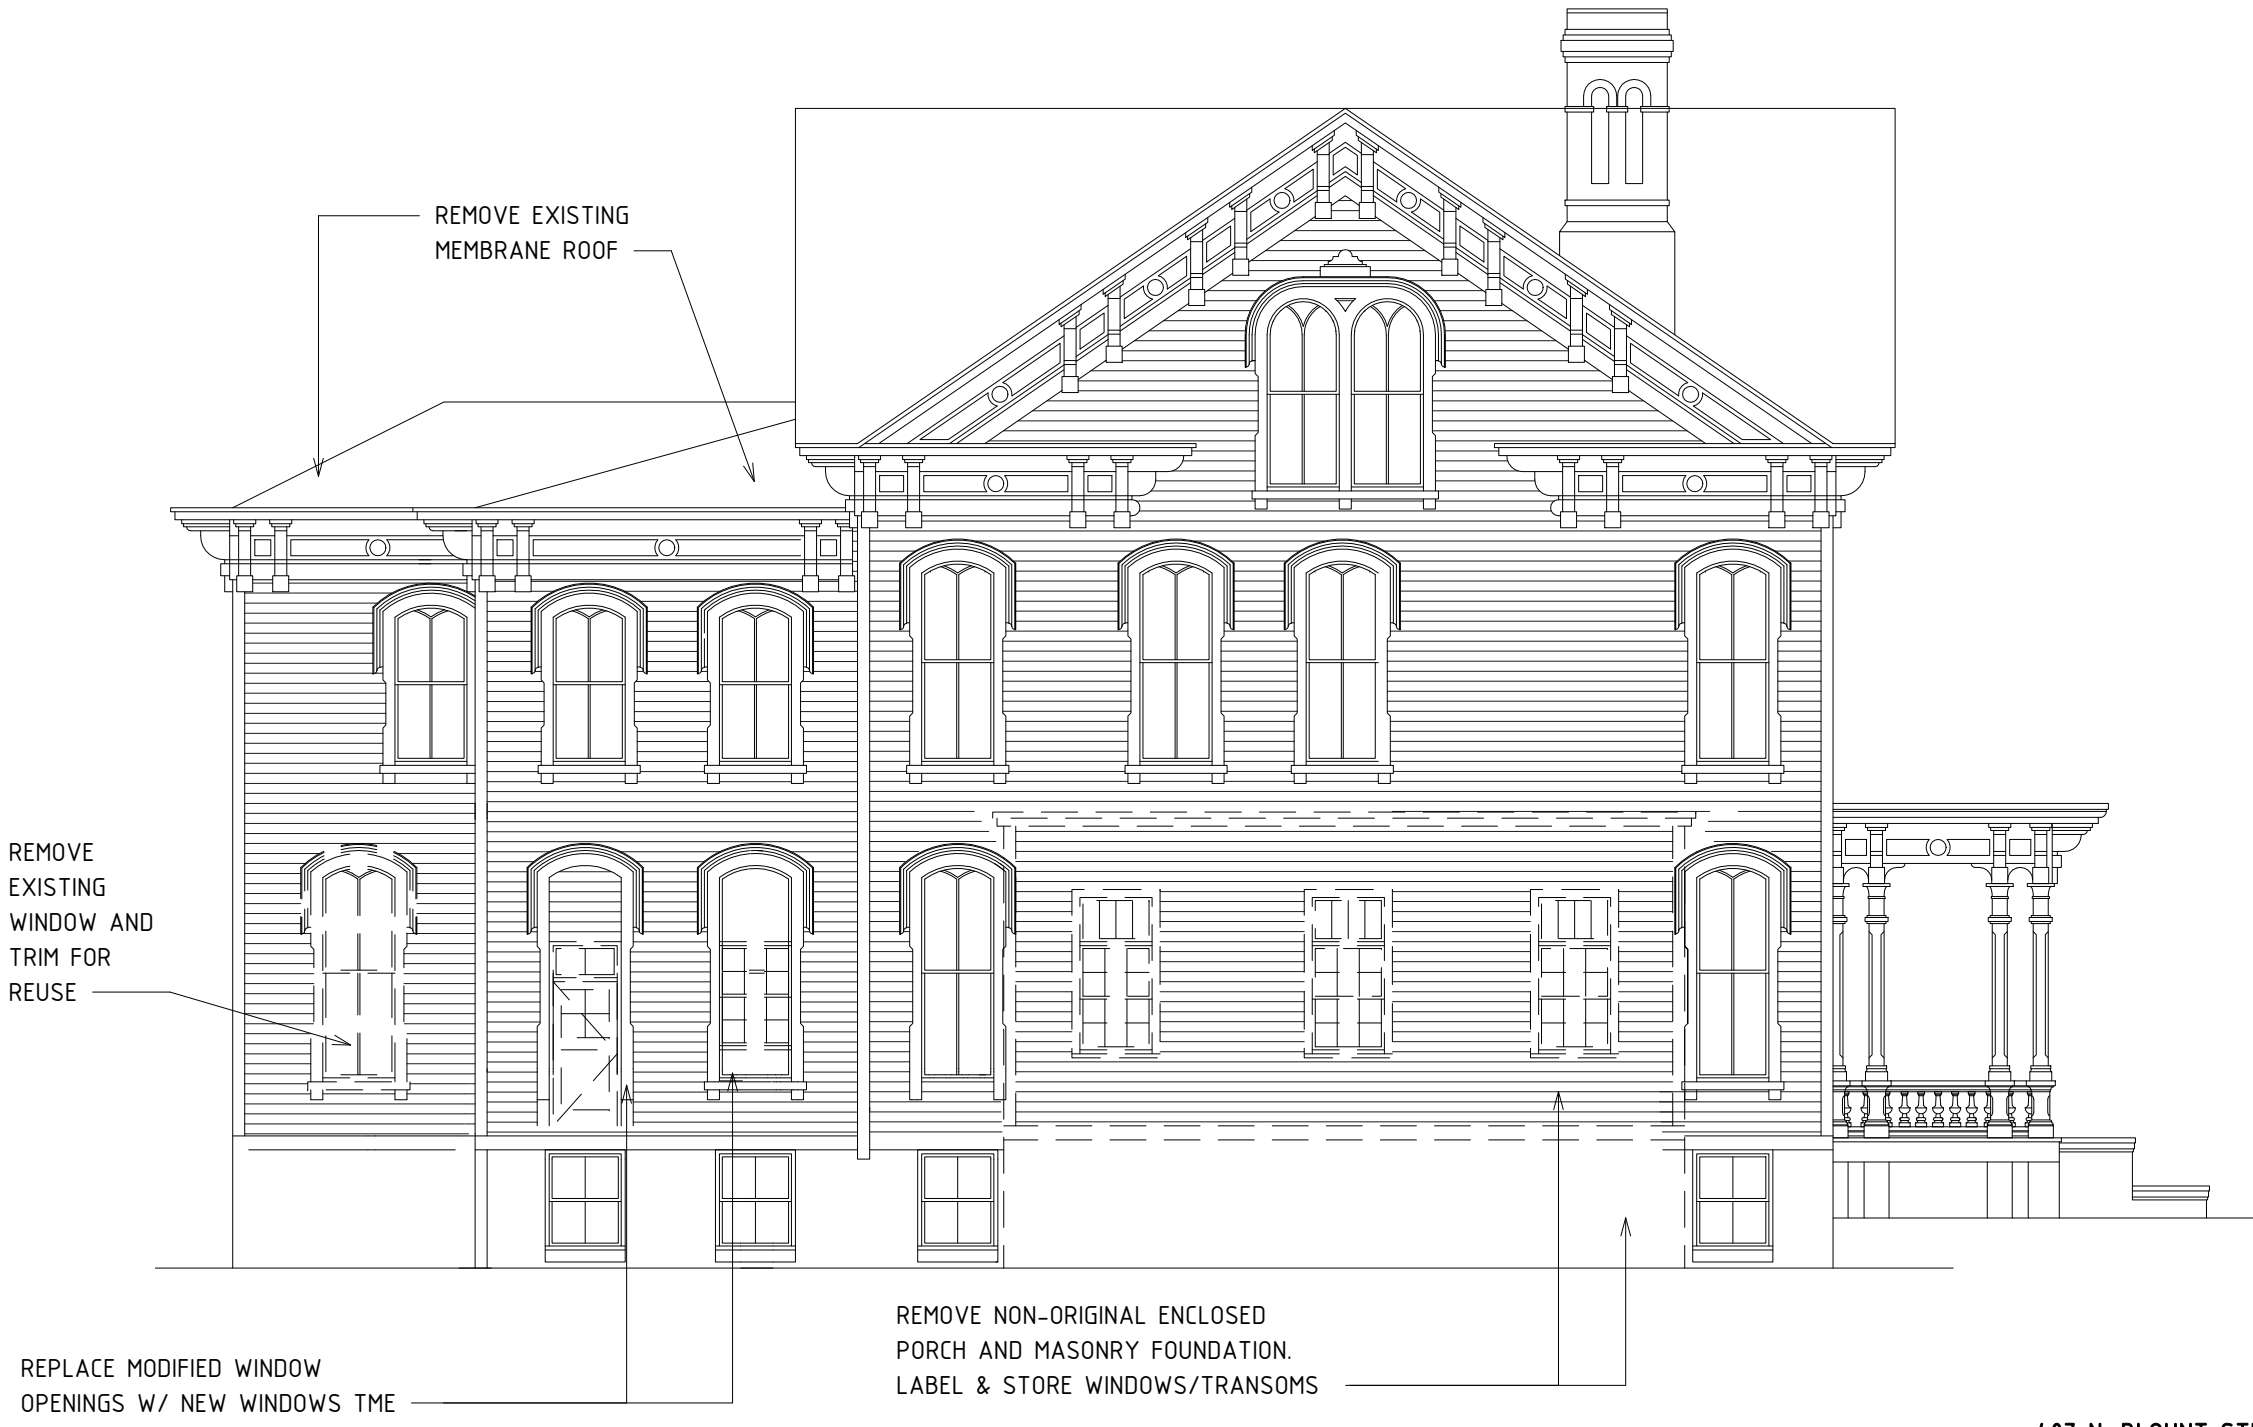 REMOVE EXISTING
MEMBRANE ROOF
REMOVE
EXISTING
WINDOW AND
TRIM FOR
REUSE
REMOVE NON-ORIGINAL ENCLOSED
PORCH AND MASONRY FOUNDATION.
LABEL & STORE WINDOWS/TRANSOMS
REPLACE MODIFIED WINDOW
OPENINGS W/ NEW WINDOWS TME